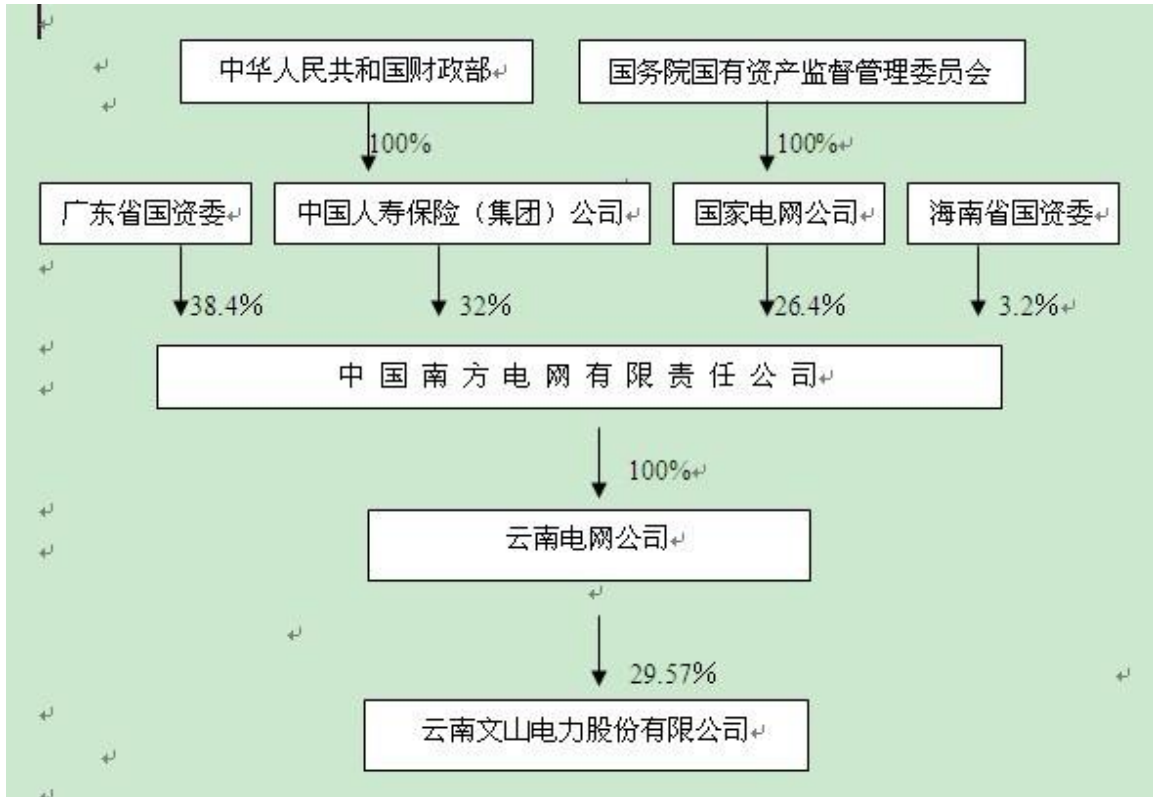 中华人民共和国财政部
国务院国有资产监督管理委员会
100%
100%
广东省国资委
中国人寿保险（集团）公司
国家电网公司
海南省国资委
38.4%
32%
26.4%
3.2%
中国南方电网有限责任公司
100%
云南电网公司
29.57%
云南文山电力股份有限公司